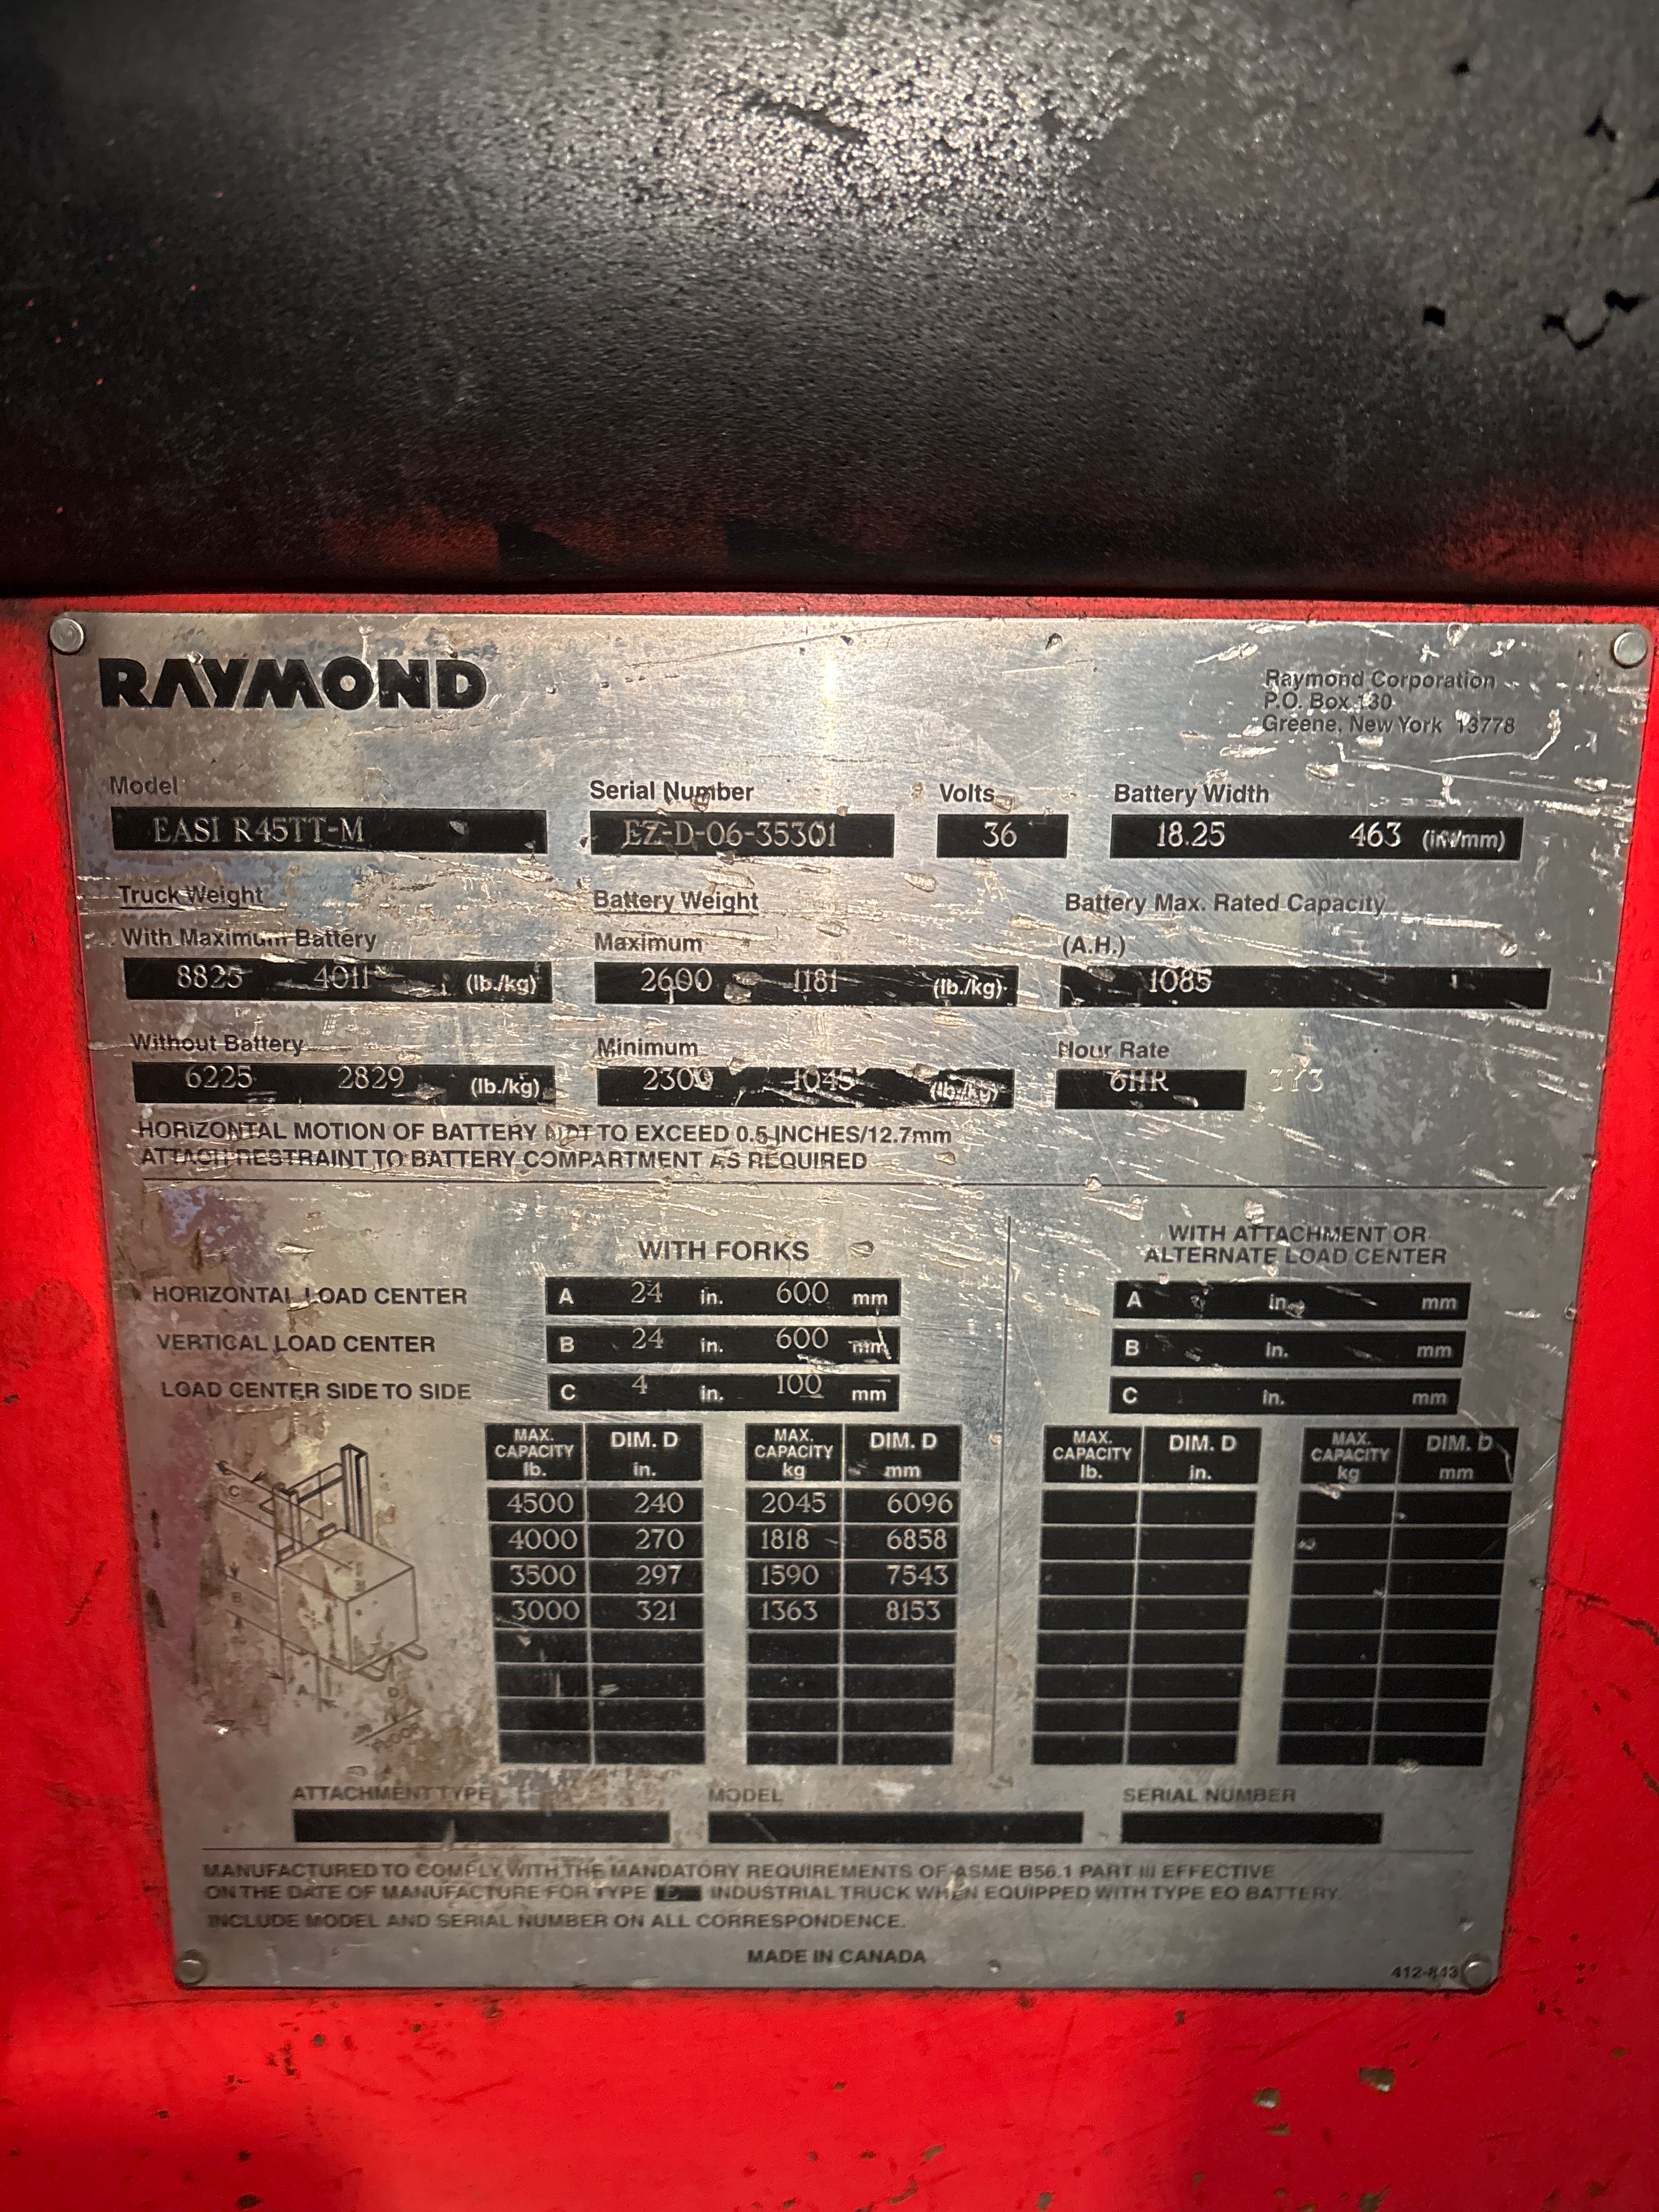 RAYMOND
Raymond Corporation
P.O. Box 130
Greene, New York 13778
Model Serial Number Volts Battery Width
EASI R45TT-M EZ-D-06-35301 36 18.25 463 (in/mm)
Truck Weight Battery Weight Battery Max. Rated Capacity
With Maximum Battery Maximum (A.H.)
8825 4011 (lb./kg) 2600 1181 (lb./kg) 1085
Without Battery Minimum Hour Rate
6225 2829 (lb./kg) 2300 1045 (lb./kg) 6HR 373
HORIZONTAL MOTION OF BATTERY NOT TO EXCEED 0.5 INCHES/12.7mm
ATTACH RESTRAINT TO BATTERY COMPARTMENT AS REQUIRED
WITH FORKS
WITH ATTACHMENT OR
ALTERNATE LOAD CENTER
HORIZONTAL LOAD CENTER A 24 in. 600 mm A in. mm
VERTICAL LOAD CENTER B 24 in. 600 mm B in. mm
LOAD CENTER SIDE TO SIDE C 4 in. 100 mm C in. mm
MAX. CAPACITY lb. DIM. D in. MAX. CAPACITY kg DIM. D mm MAX. CAPACITY lb. DIM. D in. MAX. CAPACITY kg DIM. D mm
4500 240 2045 6096
4000 270 1818 6858
3500 297 1590 7543
3000 321 1363 8153
C
B
A
D
FLOOR
ATTACHMENT TYPE MODEL SERIAL NUMBER
MANUFACTURED TO COMPLY WITH THE MANDATORY REQUIREMENTS OF ASME B56.1 PART III EFFECTIVE
ON THE DATE OF MANUFACTURE FOR TYPE E INDUSTRIAL TRUCK WHEN EQUIPPED WITH TYPE EO BATTERY.
INCLUDE MODEL AND SERIAL NUMBER ON ALL CORRESPONDENCE.
MADE IN CANADA
412-843